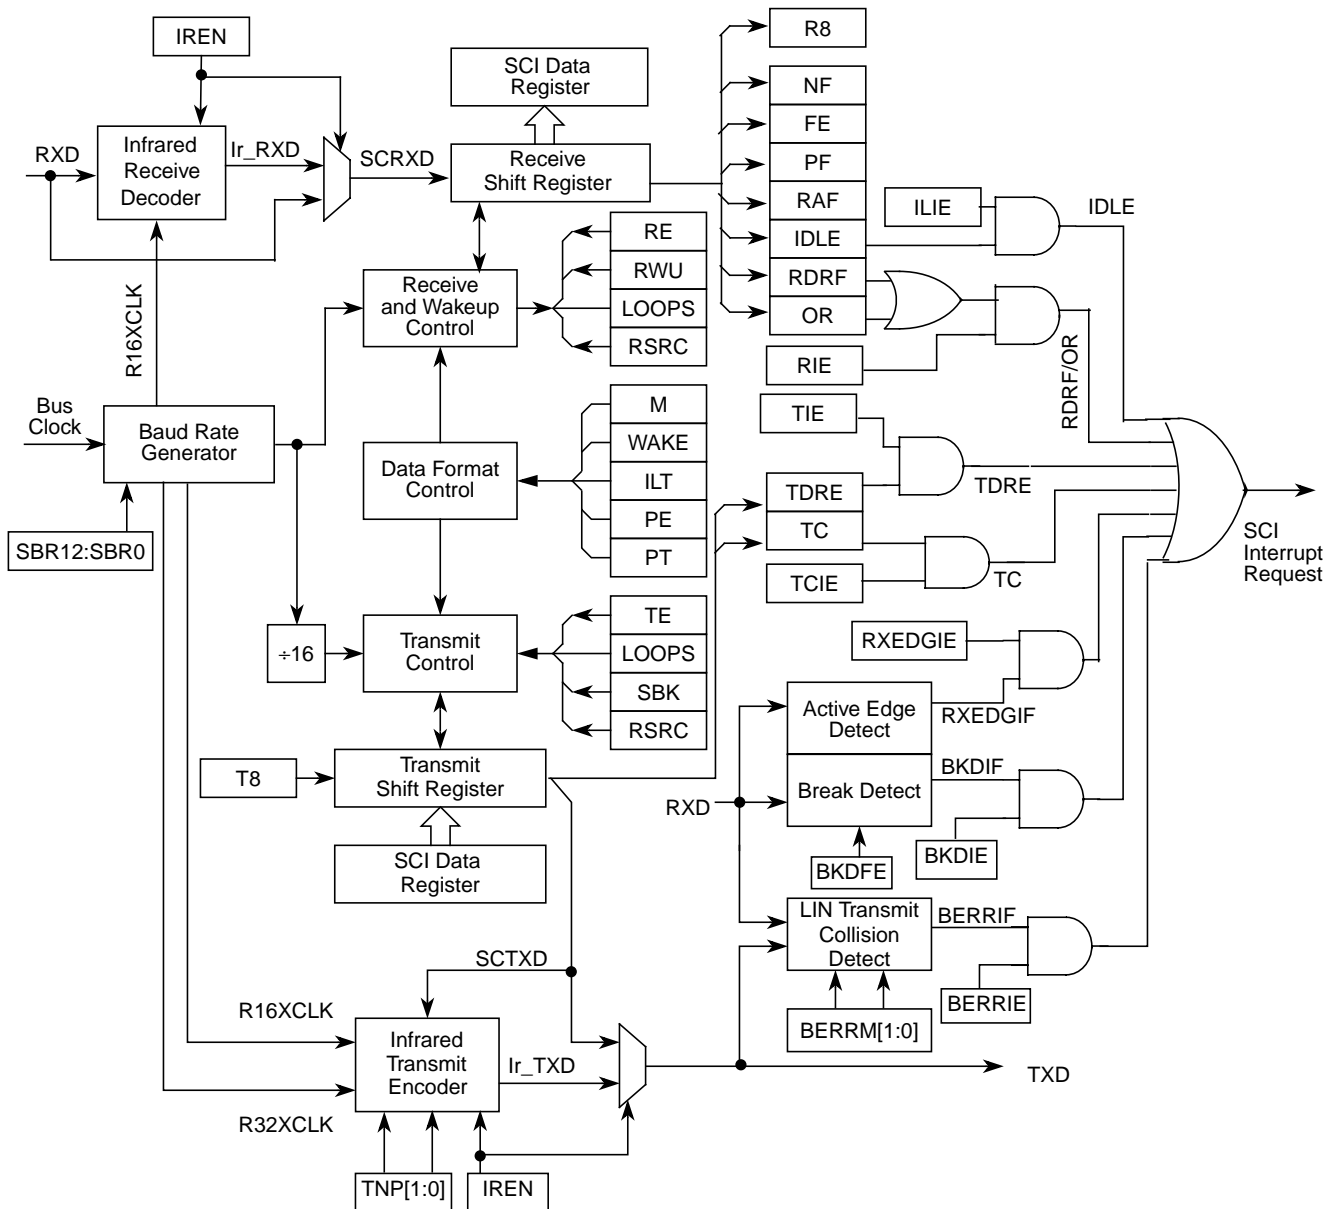 IREN
SCI Data
Register
R8
NF
FE
PF
RAF
IDLE
RDRF
OR
RXD
Infrared
Receive
Decoder
Ir_RXD
SCRXD
Receive
Shift Register
ILIE
IDLE
R16XCLK
Receive
and Wakeup
Control
RE
RWU
LOOPS
RSRC
RIE
RDRF/OR
Bus
Clock
Baud Rate
Generator
SBR12:SBR0
Data Format
Control
M
WAKE
ILT
PE
PT
TIE
TDRE
TC
TCIE
TDRE
TC
SCI
Interrupt
Request
÷16
Transmit
Control
TE
LOOPS
SBK
RSRC
RXEDGIE
Active Edge
Detect
RXEDGIF
T8
Transmit
Shift Register
RXD
Break Detect
BKDIF
BKDIE
BKDFE
SCI Data
Register
LIN Transmit
Collision
Detect
BERRIF
BERRIE
BERRM[1:0]
SCTXD
R16XCLK
Infrared
Transmit
Encoder
Ir_TXD
R32XCLK
TXD
TNP[1:0]
IREN